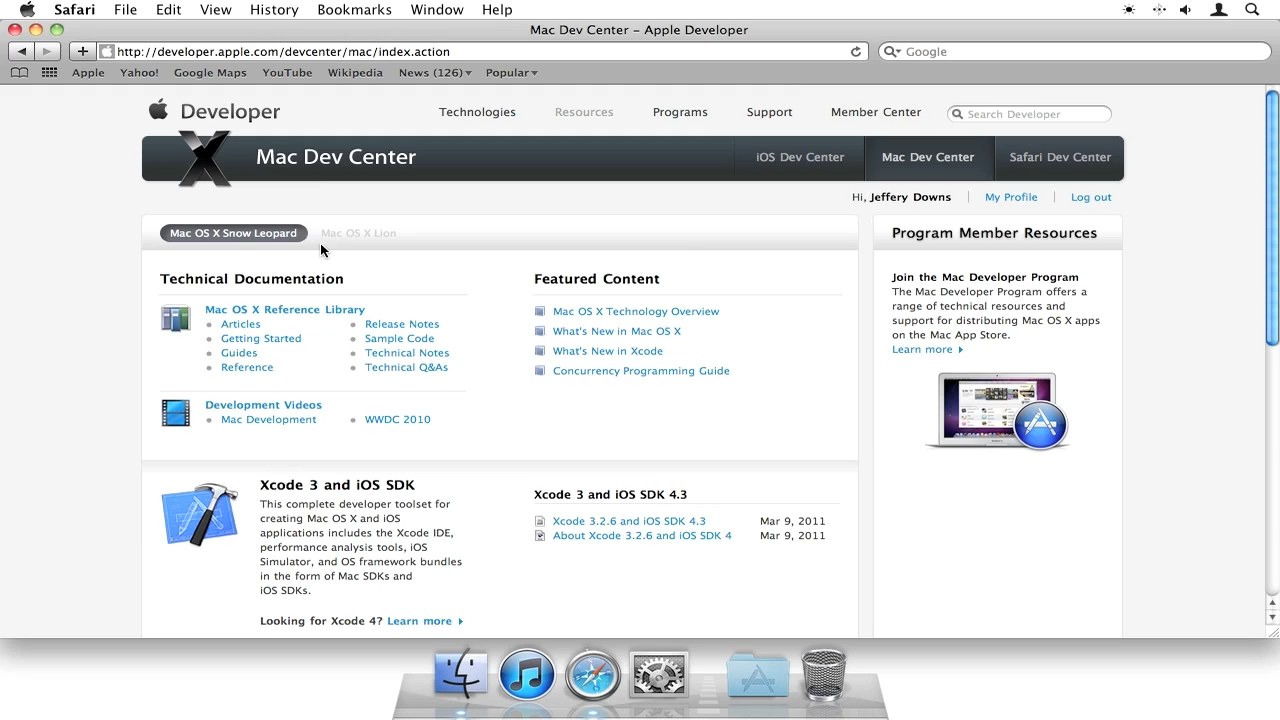 Safari File Edit View History Bookmarks Window Help
Mac Dev Center – Apple Developer
http://developer.apple.com/devcenter/mac/index.action
Google
Apple Yahoo! Google Maps YouTube Wikipedia News (126) Popular
Developer
Technologies Resources Programs Support Member Center Search Developer
X Mac Dev Center
iOS Dev Center Mac Dev Center Safari Dev Center
Hi, Jeffery Downs My Profile Log out
Mac OS X Snow Leopard Mac OS X Lion
Technical Documentation
Mac OS X Reference Library
Articles Release Notes
Getting Started Sample Code
Guides Technical Notes
Reference Technical Q&As
Development Videos
Mac Development WWDC 2010
Featured Content
Mac OS X Technology Overview
What's New in Mac OS X
What's New in Xcode
Concurrency Programming Guide
Program Member Resources
Join the Mac Developer Program
The Mac Developer Program offers a
range of technical resources and
support for distributing Mac OS X apps
on the Mac App Store.
Learn more
Xcode 3 and iOS SDK
This complete developer toolset for
creating Mac OS X and iOS
applications includes the Xcode IDE,
performance analysis tools, iOS
Simulator, and OS framework bundles
in the form of Mac SDKs and
iOS SDKs.
Looking for Xcode 4? Learn more
Xcode 3 and iOS SDK 4.3
Xcode 3.2.6 and iOS SDK 4.3 Mar 9, 2011
About Xcode 3.2.6 and iOS SDK 4 Mar 9, 2011